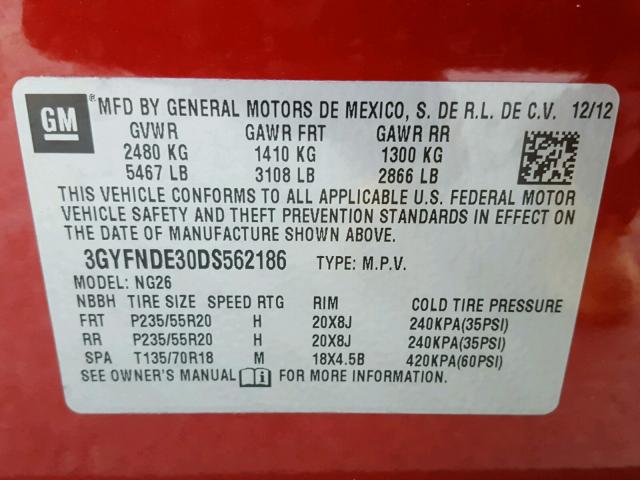 GM ® MFD BY GENERAL MOTORS DE MEXICO, S. DE R.L. DE C.V. 12/12
GVWR GAWR FRT GAWR RR
2480 KG 1410 KG 1300 KG
5467 LB 3108 LB 2866 LB
THIS VEHICLE CONFORMS TO ALL APPLICABLE U.S. FEDERAL MOTOR
VEHICLE SAFETY AND THEFT PREVENTION STANDARDS IN EFFECT ON
THE DATE OF MANUFACTURE SHOWN ABOVE.
3GYFNDE30DS562186 TYPE: M.P.V.
MODEL: NG26
NBBH TIRE SIZE SPEED RTG RIM COLD TIRE PRESSURE
FRT P235/55R20 H 20X8J 240KPA(35PSI)
RR P235/55R20 H 20X8J 240KPA(35PSI)
SPA T135/70R18 M 18X4.5B 420KPA(60PSI)
SEE OWNER'S MANUAL i FOR MORE INFORMATION.